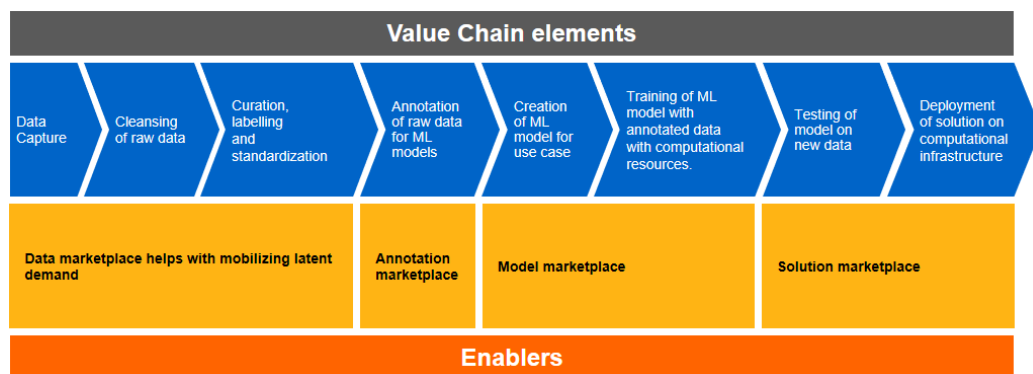 Value Chain elements
Data
Capture
Cleansing
of raw data
Curation,
labelling
and
standardization
Annotation
of raw data
for ML
models
Creation
of ML
model for
use case
Training of ML
model with
annotated data
with computational
resources.
Testing of
model on
new data
Deployment
of solution on
computational
infrastructure
Data marketplace helps with mobilizing latent
demand
Annotation
marketplace
Model marketplace
Solution marketplace
Enablers